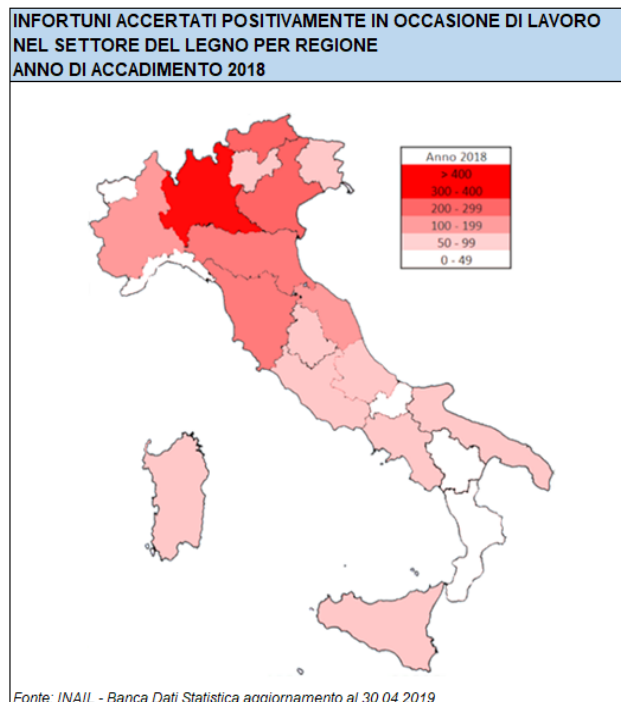 INFORTUNI ACCERTATI POSITIVAMENTE IN OCCASIONE DI LAVORO
NEL SETTORE DEL LEGNO PER REGIONE
ANNO DI ACCADIMENTO 2018
Anno 2018
> 400
300 - 400
200 - 299
100 - 199
50 - 99
0 - 49
Fonte: INAIL - Banca Dati Statistica aggiornamento al 30.04.2019